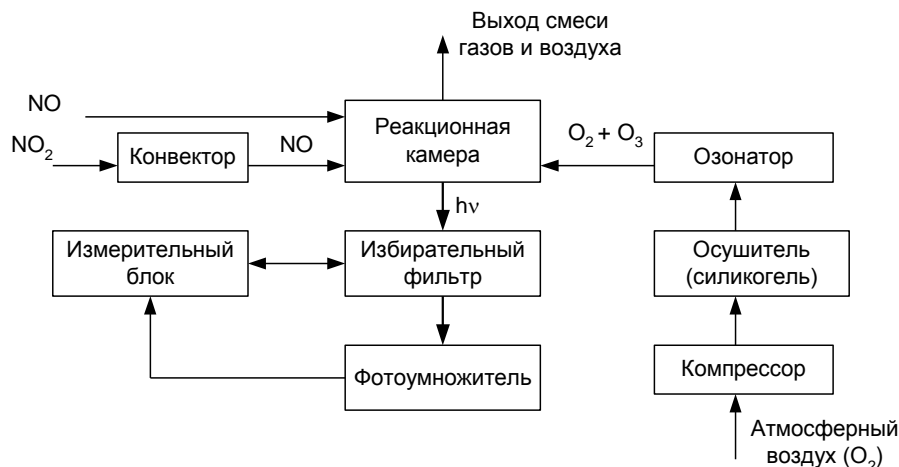 Выход смеси
газов и воздуха
NO
NO₂
Конвектор
NO
Реакционная
камера
O₂ + O₃
Озонатор
hν
Измерительный
блок
Избирательный
фильтр
Осушитель
(силикогель)
Фотоумножитель
Компрессор
Атмосферный
воздух (O₂)